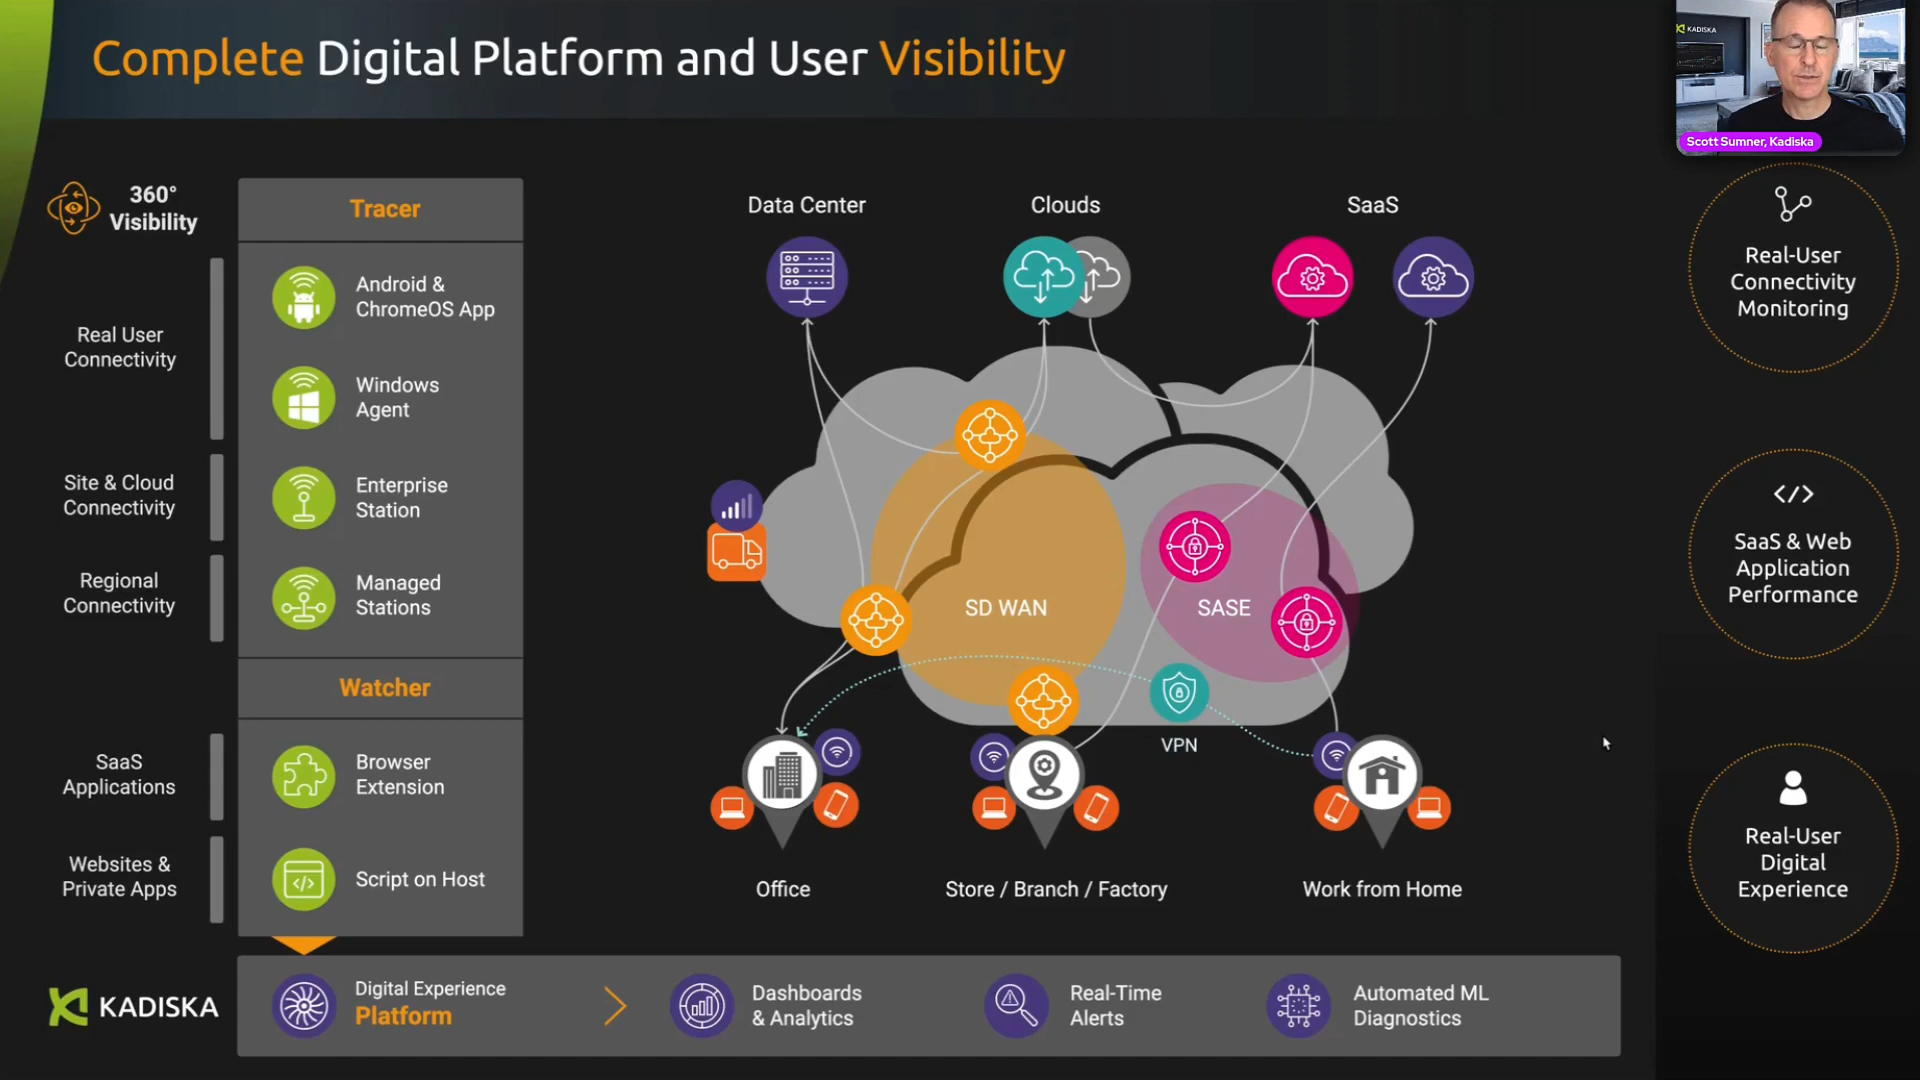 Complete Digital Platform and User Visibility
KADISKA
Scott Sumner, Kadiska
360°
Visibility
Real User
Connectivity
Site & Cloud
Connectivity
Regional
Connectivity
SaaS
Applications
Websites &
Private Apps
Tracer
Android &
ChromeOS App
Windows
Agent
Enterprise
Station
Managed
Stations
Watcher
Browser
Extension
Script on Host
Data Center
Clouds
SaaS
SD WAN
SASE
VPN
Office
Store / Branch / Factory
Work from Home
Real-User
Connectivity
Monitoring
SaaS & Web
Application
Performance
Real-User
Digital
Experience
KADISKA
Digital Experience
Platform
Dashboards
& Analytics
Real-Time
Alerts
Automated ML
Diagnostics